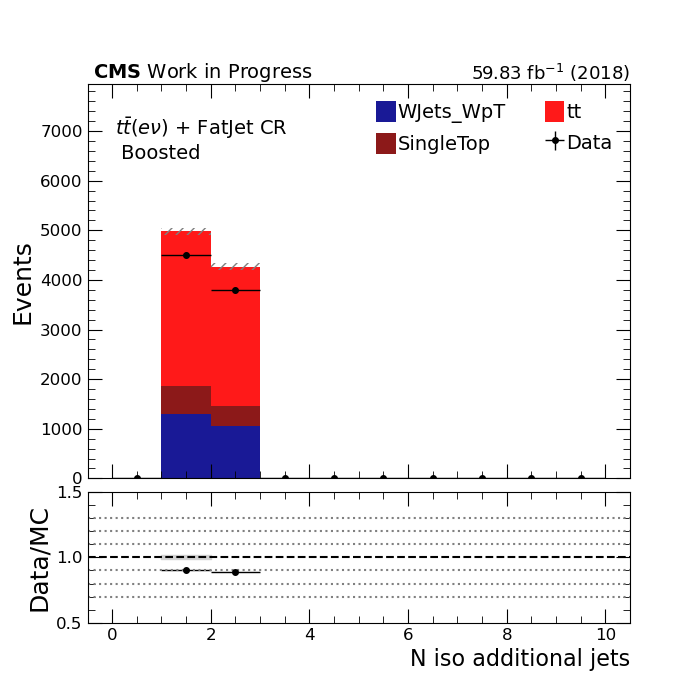 CMS Work in Progress 59.83 fb⁻¹ (2018)
tt̄(eν) + FatJet CR
Boosted
WJets_WpT tt
SingleTop Data
Events
7000
6000
5000
4000
3000
2000
1000
0
Data/MC
1.5
1.0
0.5
0 2 4 6 8 10
N iso additional jets